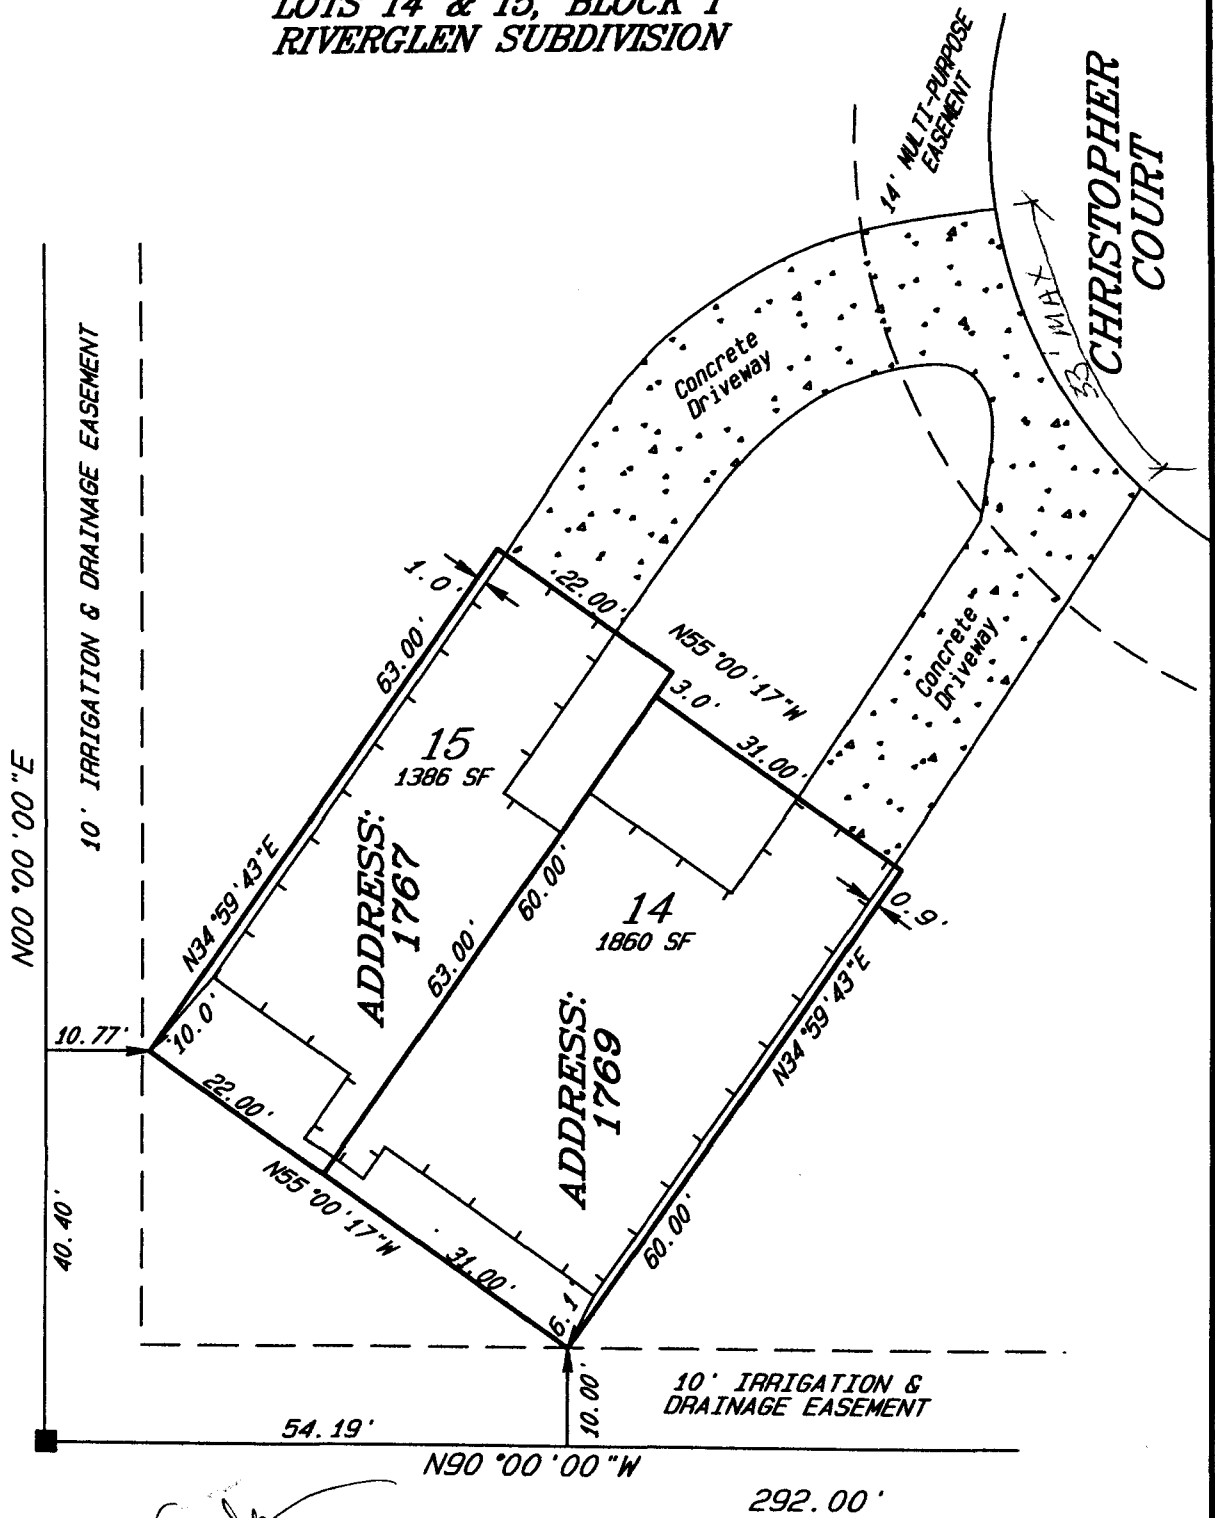 LOTS 14 & 15, BLOCK 1
RIVERGLEN SUBDIVISION
14' MULTI-PURPOSE
EASEMENT
CHRISTOPHER
COURT
33' MAX
10' IRRIGATION & DRAINAGE EASEMENT
N00°00'00"E
Concrete
Driveway
1.0'
22.00'
63.00'
N55°00'17"W
3.0'
31.00'
Concrete
Driveway
15
1386 SF
ADDRESS:
1767
N34°59'43"E
60.00'
63.00'
14
1860 SF
0.9'
ADDRESS:
1769
N34°59'43"E
60.00'
10.77'
10.0'
22.00'
N55°00'17"W
31.00'
6.1'
40.40'
10.00'
10' IRRIGATION &
DRAINAGE EASEMENT
54.19'
N90°00'00"W
292.00'